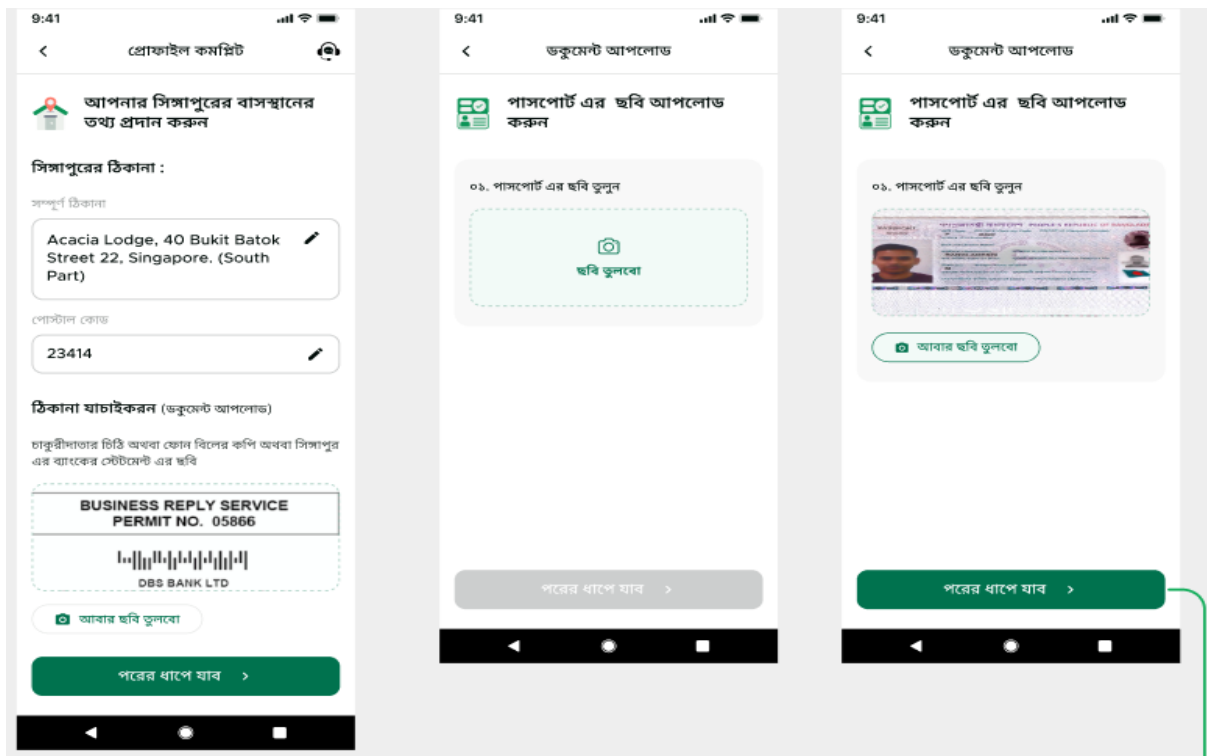 9:41
প্রোফাইল কমপ্লিট
আপনার সিঙ্গাপুরের বাসস্থানের
তথ্য প্রদান করুন
সিঙ্গাপুরের ঠিকানা :
সম্পূর্ণ ঠিকানা
Acacia Lodge, 40 Bukit Batok
Street 22, Singapore. (South
Part)
পোস্টাল কোড
23414
ঠিকানা যাচাইকরন (ডকুমেন্ট আপলোড)
চাকুরীদাতার চিঠি অথবা ফোন বিলের কপি অথবা সিঙ্গাপুর
এর ব্যাংকের স্টেটমেন্ট এর ছবি
BUSINESS REPLY SERVICE
PERMIT NO. 05866
DBS BANK LTD
আবার ছবি তুলবো
পরের ধাপে যাব >
9:41
ডকুমেন্ট আপলোড
পাসপোর্ট এর ছবি আপলোড
করুন
০১. পাসপোর্ট এর ছবি তুলুন
ছবি তুলবো
পরের ধাপে যাব >
9:41
ডকুমেন্ট আপলোড
পাসপোর্ট এর ছবি আপলোড
করুন
০১. পাসপোর্ট এর ছবি তুলুন
আবার ছবি তুলবো
পরের ধাপে যাব >